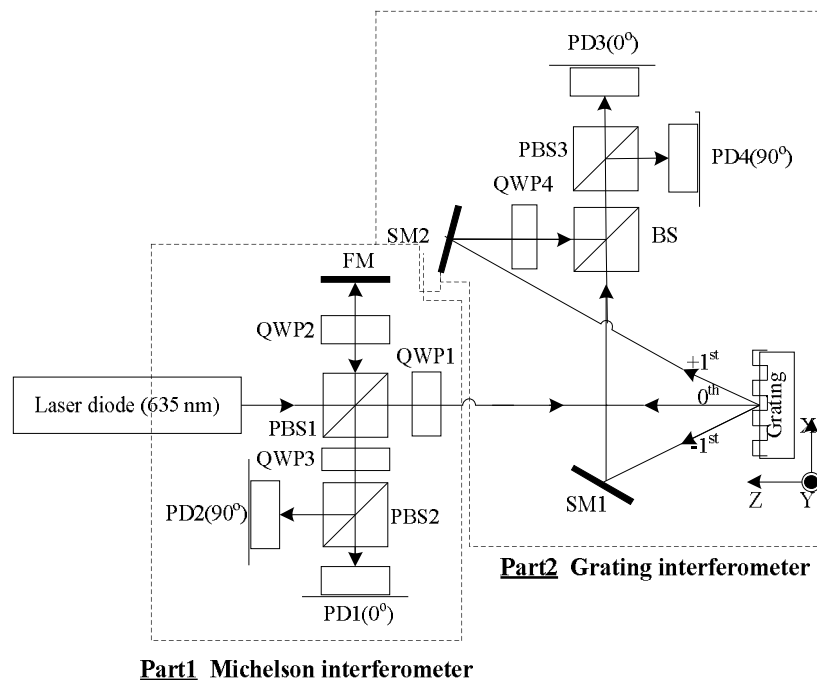 PD3(0°)
PBS3
PD4(90°)
QWP4
SM2
BS
FM
QWP2
QWP1
+1st
0th
-1st
Grating
X
Z
Y
Laser diode (635 nm)
PBS1
QWP3
PD2(90°)
PBS2
SM1
PD1(0°)
Part2 Grating interferometer
Part1 Michelson interferometer